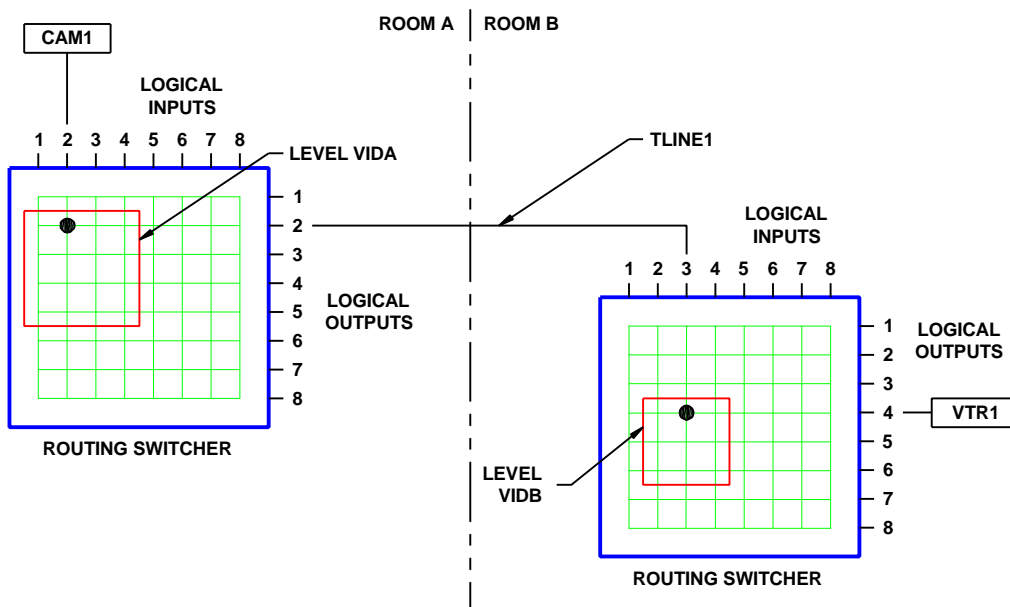 ROOM A
ROOM B
CAM1
LOGICAL
INPUTS
1 2 3 4 5 6 7 8
LEVEL VIDA
TLINE1
1
2
3
4
5
6
7
8
LOGICAL
OUTPUTS
ROUTING SWITCHER
LOGICAL
INPUTS
1 2 3 4 5 6 7 8
1
2
3
4
5
6
7
8
LOGICAL
OUTPUTS
VTR1
LEVEL
VIDB
ROUTING SWITCHER